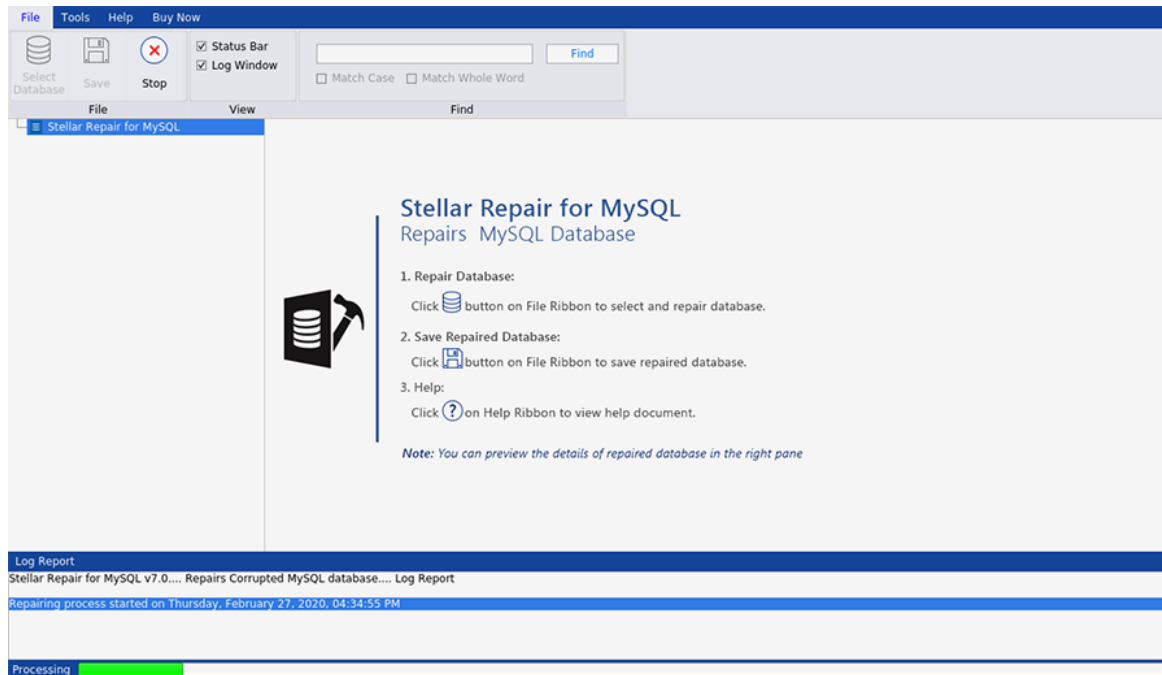 File Tools Help Buy Now
Select Database
Save
Stop
Status Bar
Log Window
Find
Match Case Match Whole Word
File View Find
Stellar Repair for MySQL
Stellar Repair for MySQL
Repairs MySQL Database
1. Repair Database:
Click button on File Ribbon to select and repair database.
2. Save Repaired Database:
Click button on File Ribbon to save repaired database.
3. Help:
Click ? on Help Ribbon to view help document.
Note: You can preview the details of repaired database in the right pane
Log Report
Stellar Repair for MySQL v7.0.... Repairs Corrupted MySQL database.... Log Report
Repairing process started on Thursday, February 27, 2020, 04:34:55 PM
Processing